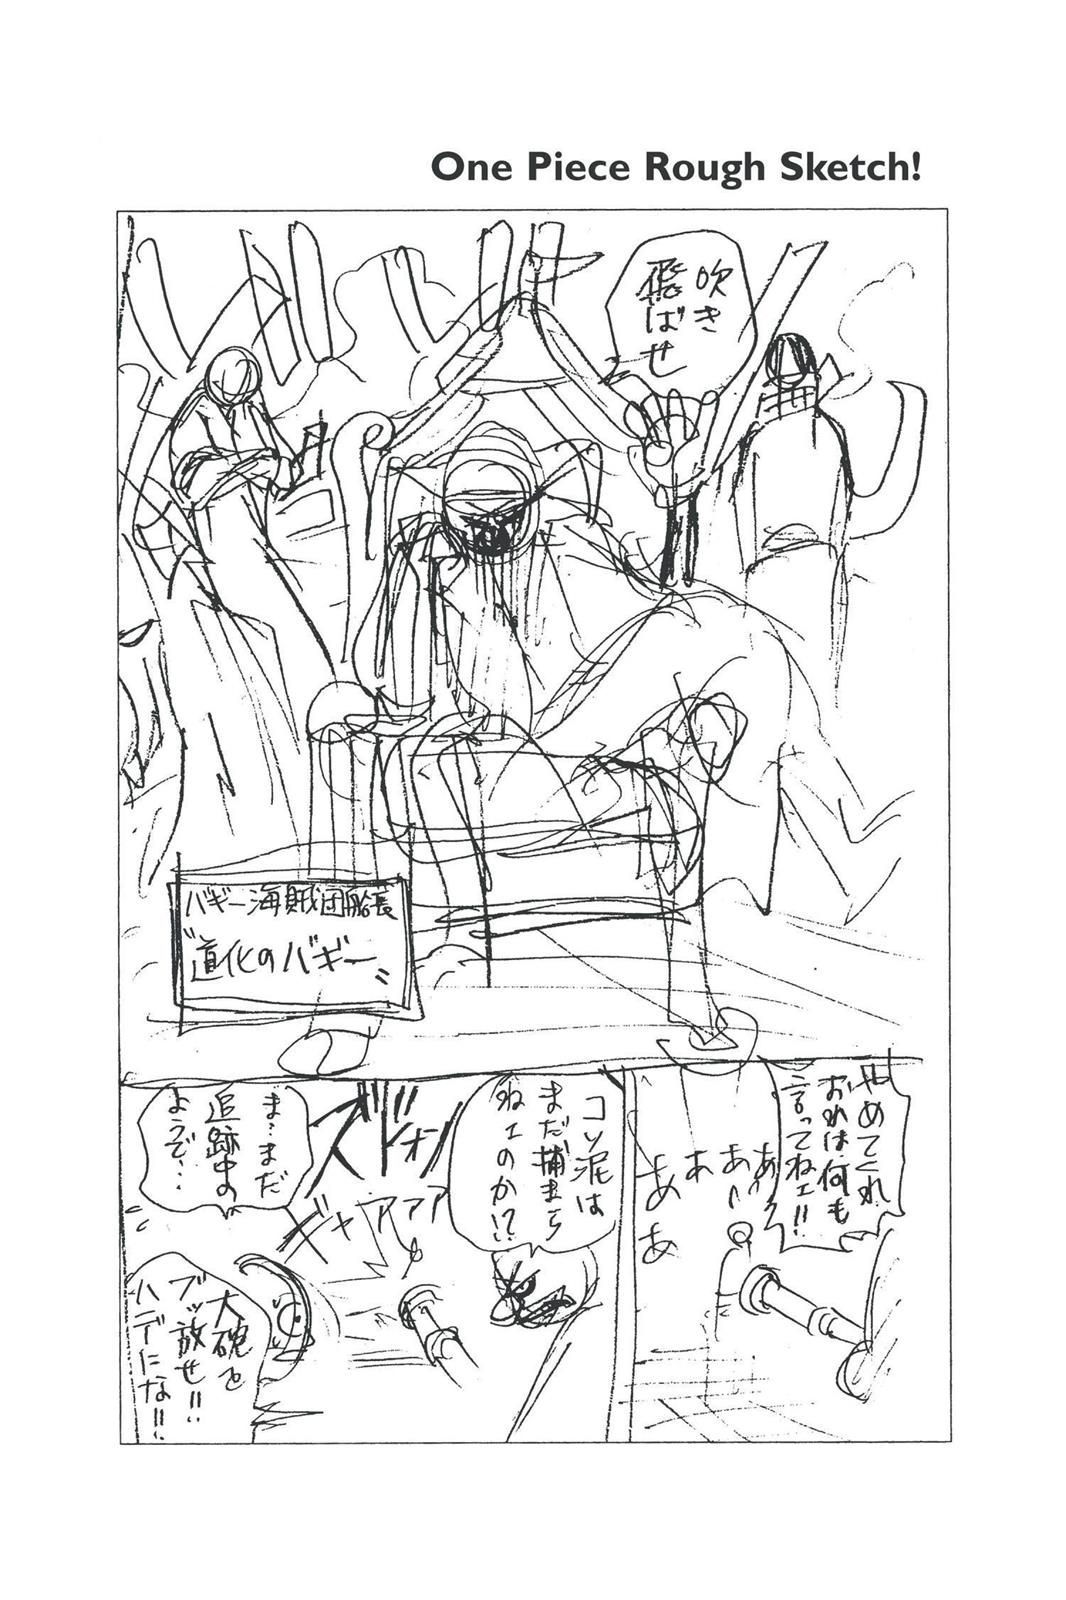 One Piece Rough Sketch!
吹き
飛ばせ
バギー海賊団船長
"道化のバギー"
やめてくれ
おれは何も
言ってねェ!!
あっ
あ
あ
ああ
コソ泥は
まだ捕まら
ねェのか!?
ズドォン
ギャアアア
ま…まだ
追跡中の
ようで…
大砲を
ブッ放せ!!
ハデにな!!